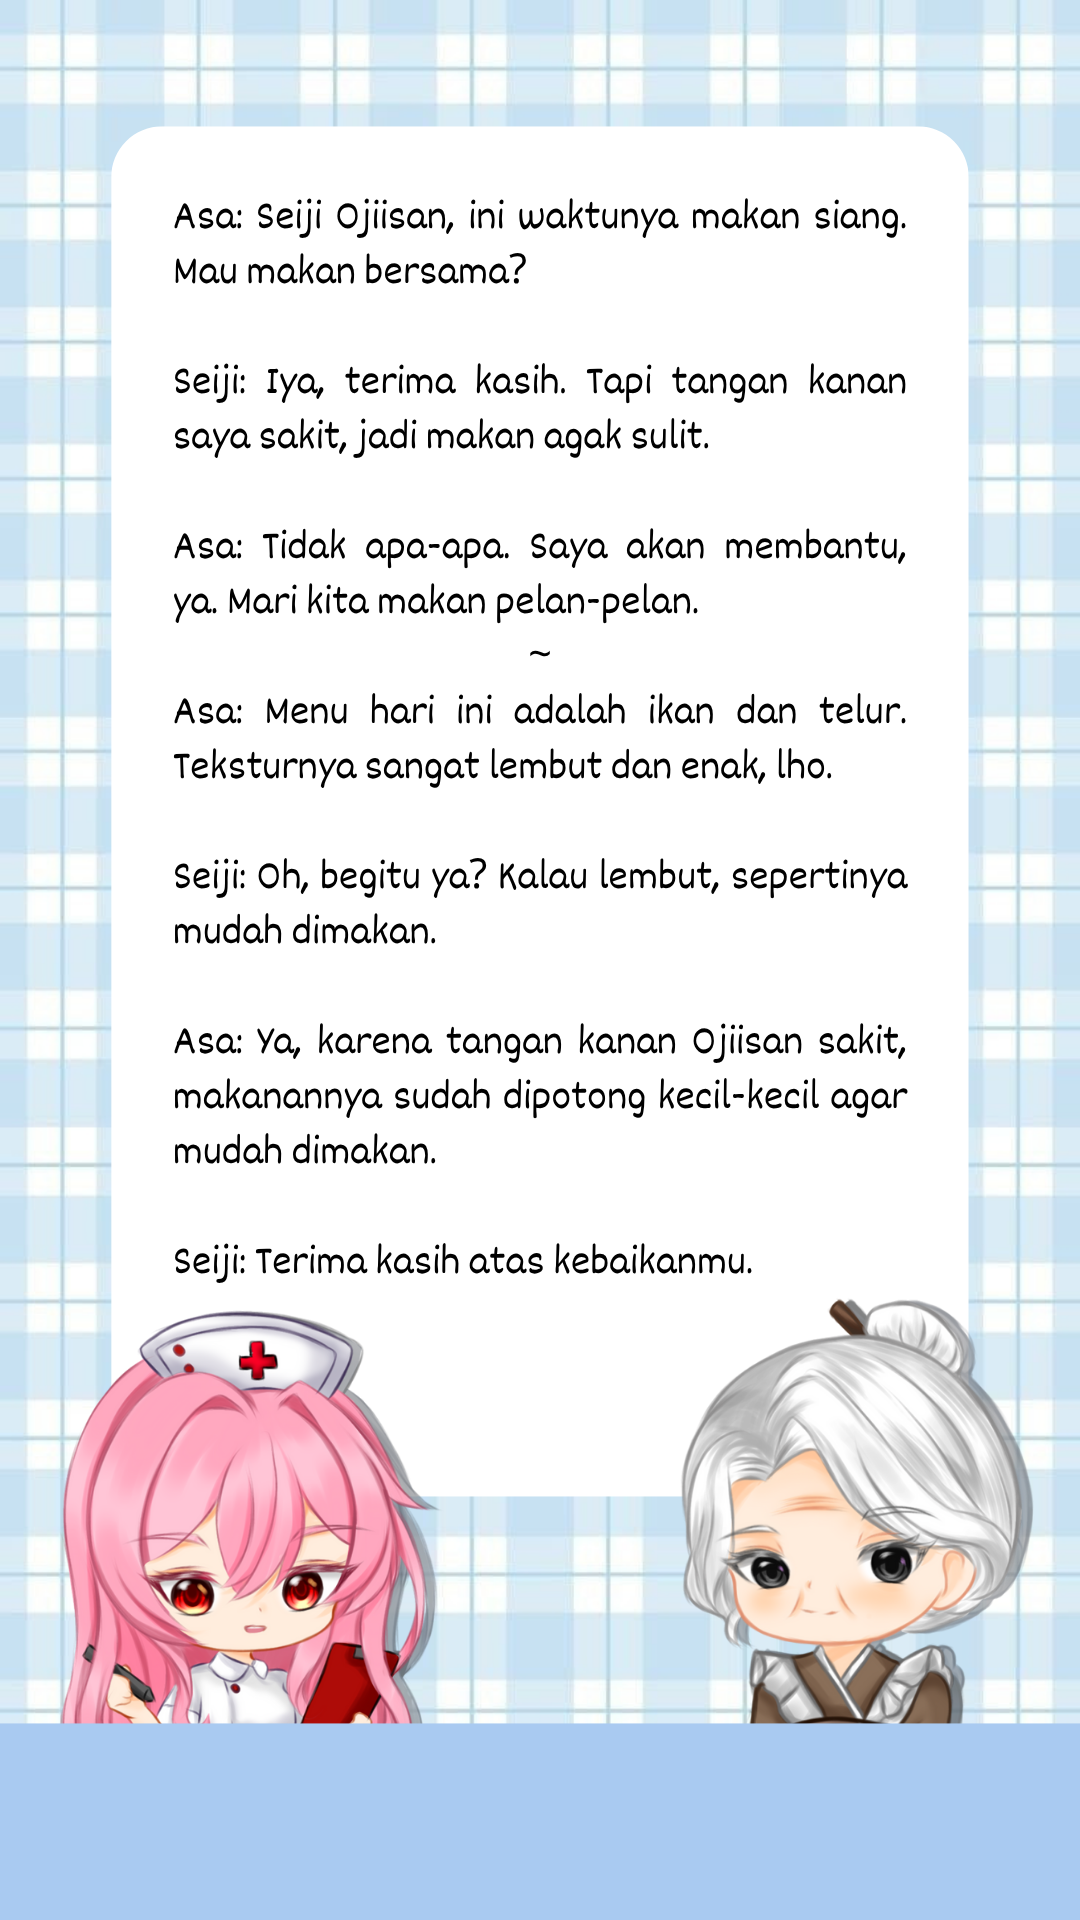 Asa: Seiji Ojiisan, ini waktunya makan siang.
Mau makan bersama?
Seiji: Iya, terima kasih. Tapi tangan kanan
saya sakit, jadi makan agak sulit.
Asa: Tidak apa-apa. Saya akan membantu,
ya. Mari kita makan pelan-pelan.
~
Asa: Menu hari ini adalah ikan dan telur.
Teksturnya sangat lembut dan enak, lho.
Seiji: Oh, begitu ya? Kalau lembut, sepertinya
mudah dimakan.
Asa: Ya, karena tangan kanan Ojiisan sakit,
makanannya sudah dipotong kecil-kecil agar
mudah dimakan.
Seiji: Terima kasih atas kebaikanmu.